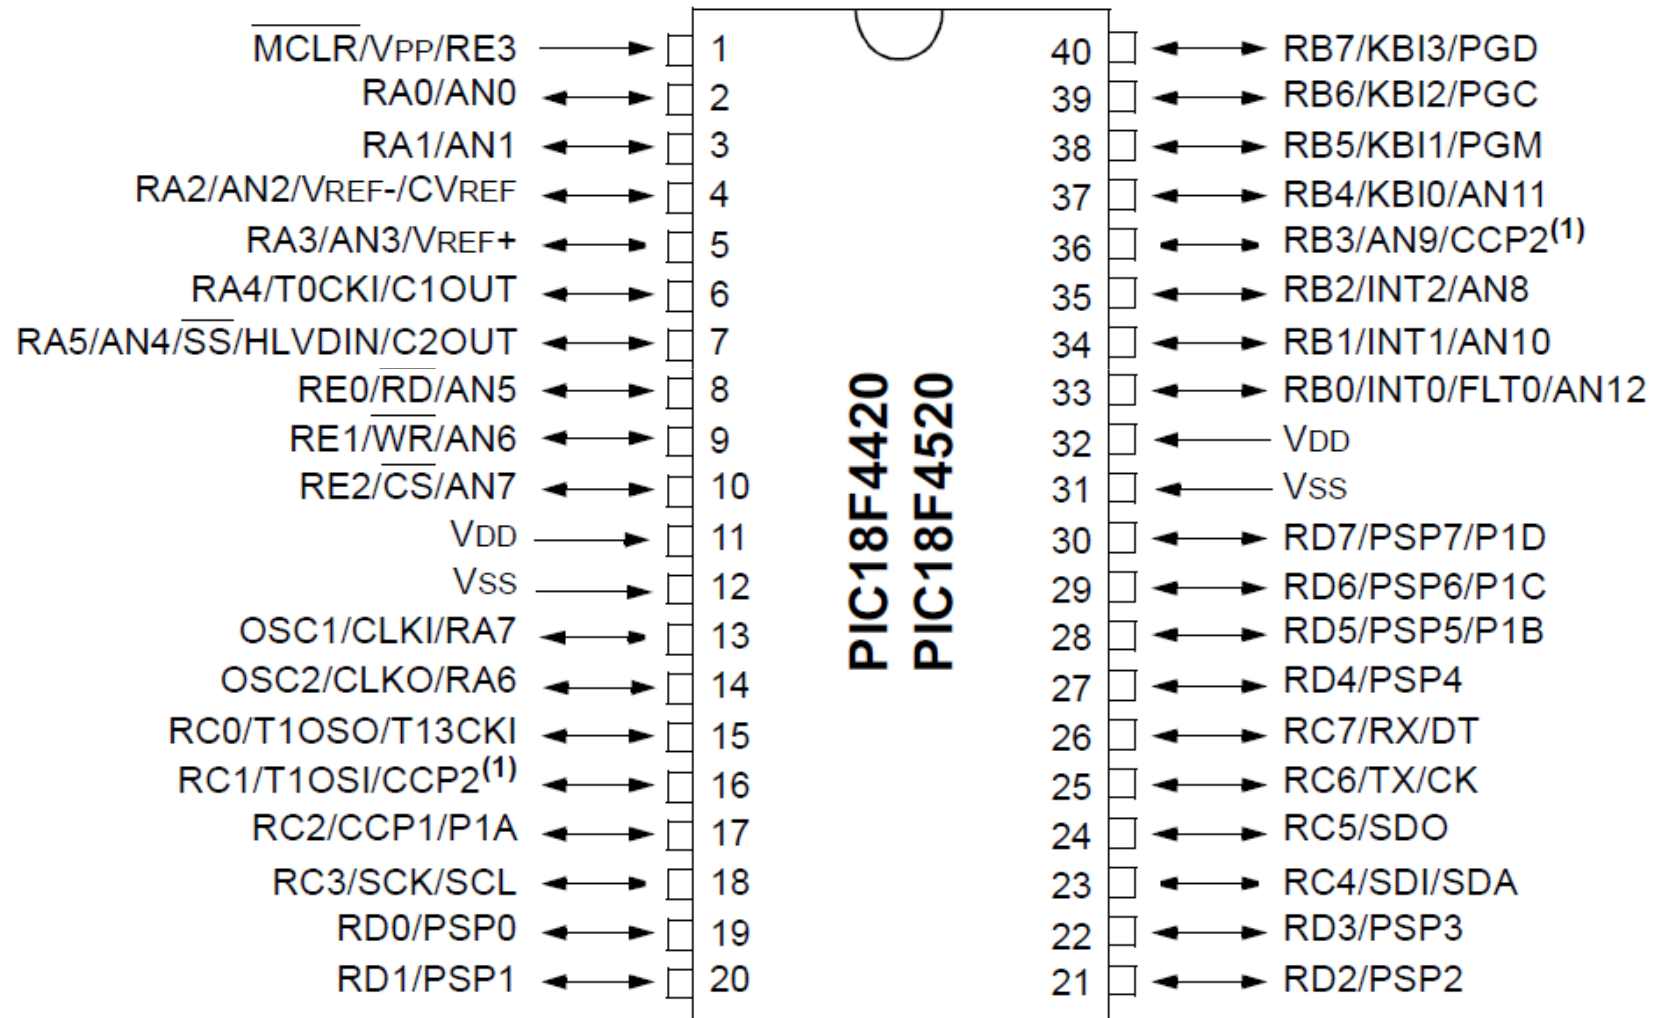 MCLR/VPP/RE3 1 40 RB7/KBI3/PGD
RA0/AN0 2 39 RB6/KBI2/PGC
RA1/AN1 3 38 RB5/KBI1/PGM
RA2/AN2/VREF-/CVREF 4 37 RB4/KBI0/AN11
RA3/AN3/VREF+ 5 36 RB3/AN9/CCP2(1)
RA4/T0CKI/C1OUT 6 35 RB2/INT2/AN8
RA5/AN4/SS/HLVDIN/C2OUT 7 34 RB1/INT1/AN10
RE0/RD/AN5 8 33 RB0/INT0/FLT0/AN12
RE1/WR/AN6 9 32 VDD
RE2/CS/AN7 10 31 VSS
VDD 11 30 RD7/PSP7/P1D
VSS 12 29 RD6/PSP6/P1C
OSC1/CLKI/RA7 13 28 RD5/PSP5/P1B
OSC2/CLKO/RA6 14 27 RD4/PSP4
RC0/T1OSO/T13CKI 15 26 RC7/RX/DT
RC1/T1OSI/CCP2(1) 16 25 RC6/TX/CK
RC2/CCP1/P1A 17 24 RC5/SDO
RC3/SCK/SCL 18 23 RC4/SDI/SDA
RD0/PSP0 19 22 RD3/PSP3
RD1/PSP1 20 21 RD2/PSP2
PIC18F4420
PIC18F4520